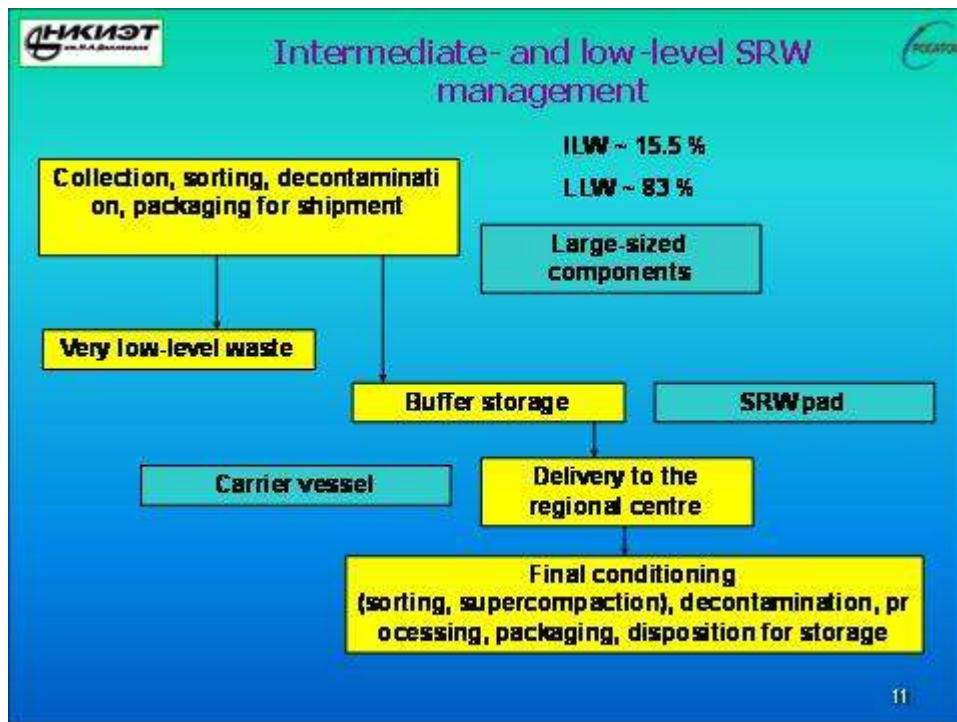 НИКИЭТ
Intermediate- and low-level SRW
management
ILW ~ 15.5 %
LLW ~ 83 %
Collection, sorting, decontaminati
on, packaging for shipment
Large-sized
components
Very low-level waste
Buffer storage
SRW pad
Carrier vessel
Delivery to the
regional centre
Final conditioning
(sorting, supercompaction), decontamination, pr
ocessing, packaging, disposition for storage
11